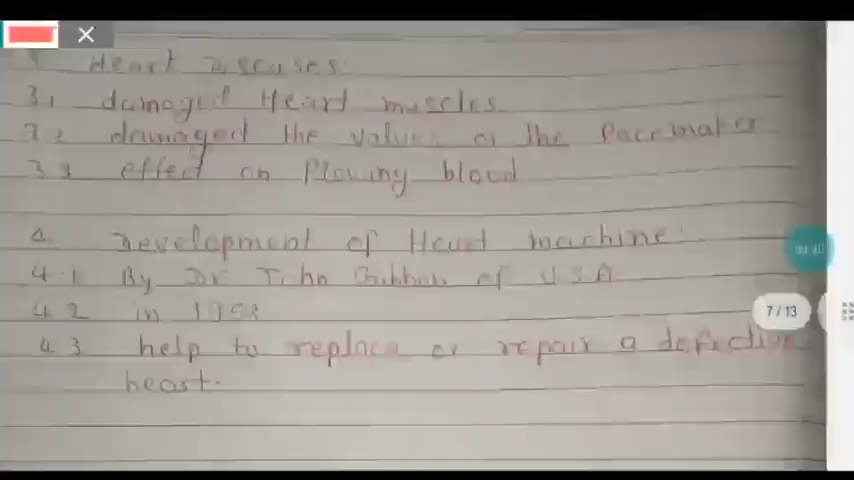 Heart Diseases.
3.1 damaged Heart muscles
3.2 damaged the values or the Pacemaker
3.3 effect on Flowing blood
4. Development of Heart machine.
4.1 By Dr John Gibbon of U.S.A
4.2 in 1953
4.3 help to replace or repair a defective
heart.
7/13